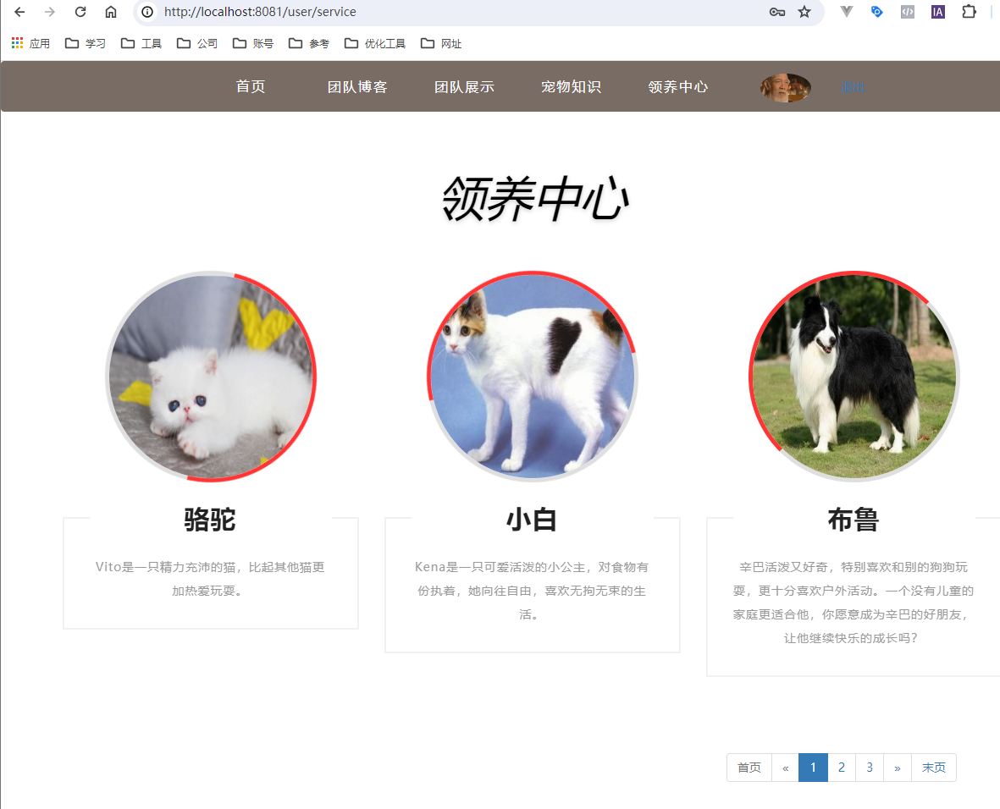 http://localhost:8081/user/service
IA
应用 学习 工具 公司 账号 参考 优化工具 网址
首页 团队博客 团队展示 宠物知识 领养中心
领养中心
骆驼
Vito是一只精力充沛的猫，比起其他猫更
加热爱玩耍。
小白
Kena是一只可爱活泼的小公主，对食物有
份执着，她向往自由，喜欢无拘无束的生
活。
布鲁
辛巴活泼又好奇，特别喜欢和别的狗狗玩
耍，更十分喜欢户外活动。一个没有儿童的
家庭更适合他，你愿意成为辛巴的好朋友，
让他继续快乐的成长吗？
首页 « 1 2 3 » 末页